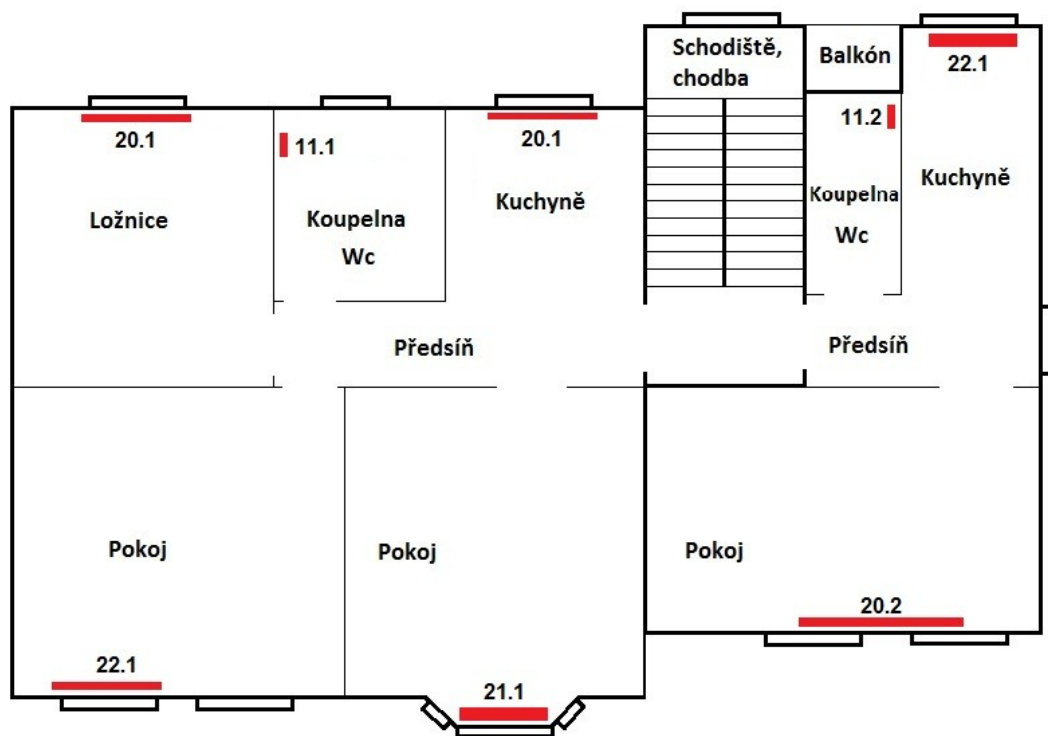 Schodiště,
chodba
Balkón
22.1
20.1
11.1
20.1
11.2
Ložnice
Koupelna
Wc
Kuchyně
Koupelna
Wc
Kuchyně
Předsíň
Předsíň
Pokoj
Pokoj
Pokoj
20.2
22.1
21.1